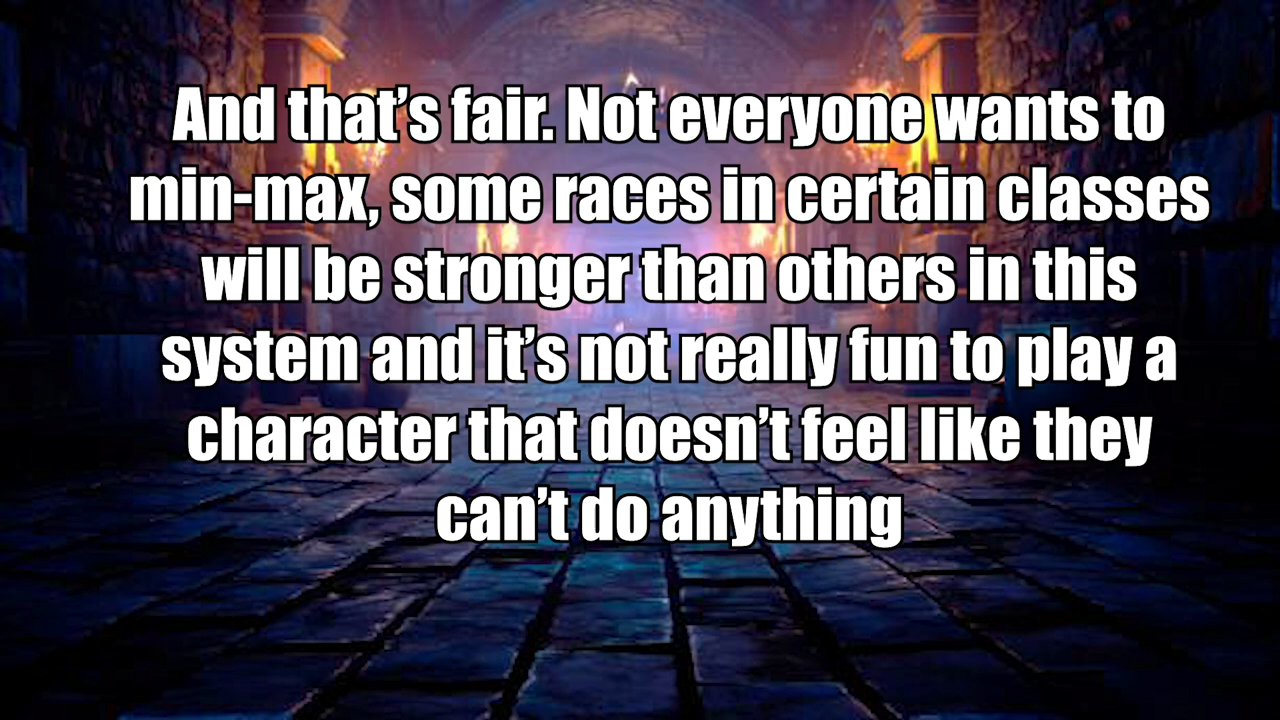 And that’s fair. Not everyone wants to
min-max, some races in certain classes
will be stronger than others in this
system and it’s not really fun to play a
character that doesn’t feel like they
can’t do anything